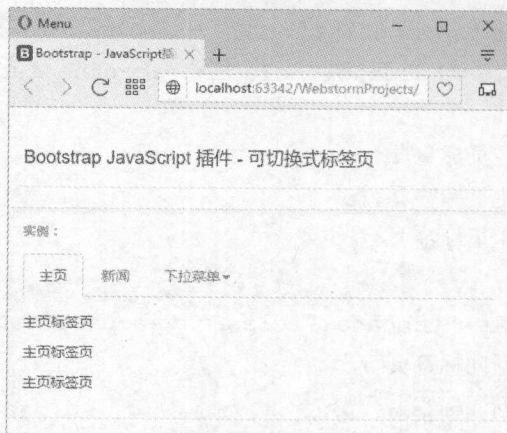 Menu
Bootstrap - JavaScript插
localhost:63342/WebstormProjects/
Bootstrap JavaScript 插件 - 可切换式标签页
实例：
主页 新闻 下拉菜单
主页标签页
主页标签页
主页标签页